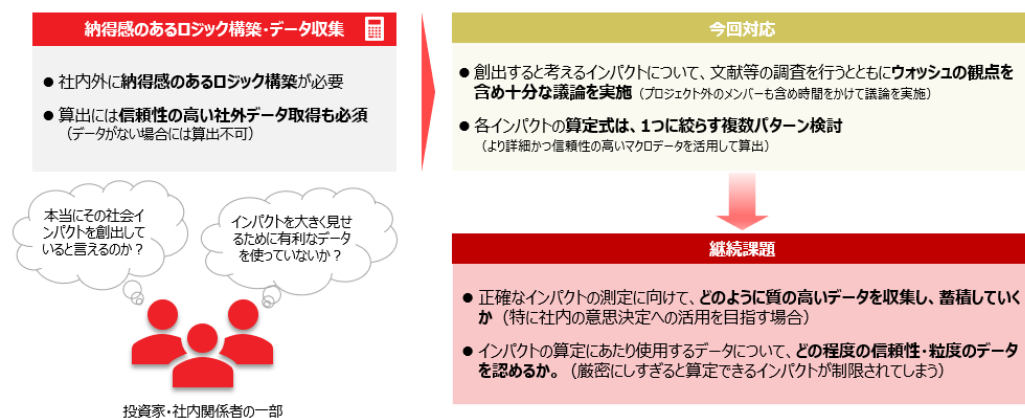 納得感のあるロジック構築・データ収集
● 社内外に納得感のあるロジック構築が必要
● 算出には信頼性の高い社外データ取得も必須
（データがない場合には算出不可）
本当にその社会イ
ンパクトを創出して
いると言えるのか？
インパクトを大きく見せ
るために有利なデータ
を使っていないか？
投資家・社内関係者の一部
今回対応
● 創出すると考えるインパクトについて、文献等の調査を行うとともにウォッシュの観点を
含め十分な議論を実施（プロジェクト外のメンバーも含め時間をかけて議論を実施）
● 各インパクトの算定式は、1つに絞らず複数パターン検討
（より詳細かつ信頼性の高いマクロデータを活用して算出）
継続課題
● 正確なインパクトの測定に向けて、どのように質の高いデータを収集し、蓄積していく
か（特に社内の意思決定への活用を目指す場合）
● インパクトの算定にあたり使用するデータについて、どの程度の信頼性・粒度のデータ
を認めるか。（厳密にしすぎると算定できるインパクトが制限されてしまう）